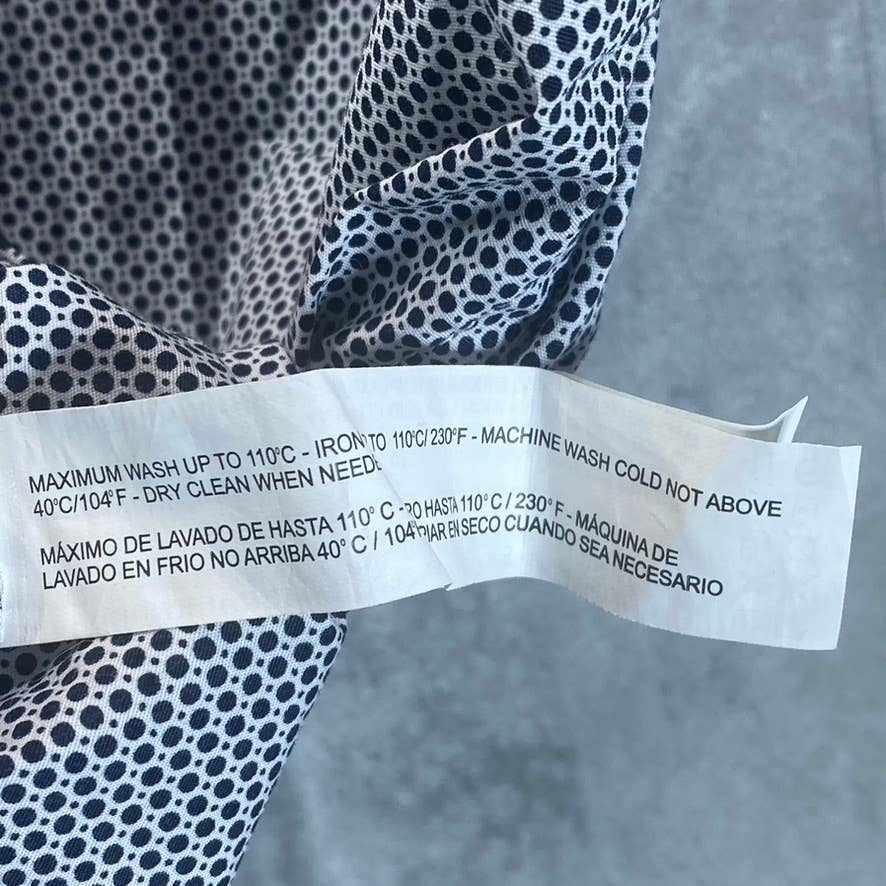 MAXIMUM WASH UP TO 110°C - IRON TO 110°C/230°F - MACHINE WASH COLD NOT ABOVE
40°C/104°F - DRY CLEAN WHEN
MÁXIMO DE LAVADO DE HASTA 110° C - HASTA 110° C / 230° F - MÁQUINA DE
LAVADO EN FRIO NO ARRIBA 40° C / 104° EN SECO CUANDO SEA NECESARIO